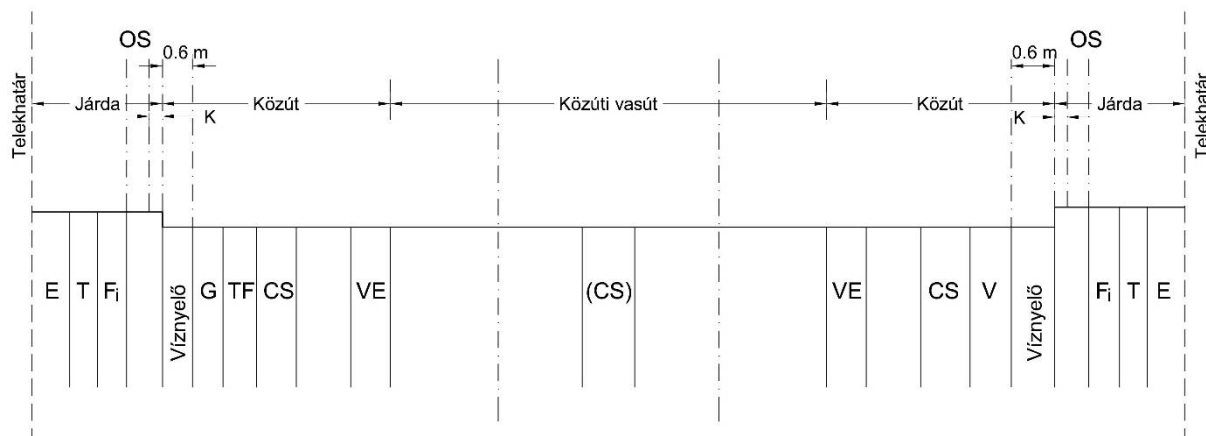 OS
OS
0.6 m
0.6 m
Telekhatár
Járda
Közút
Közúti vasút
Közút
Járda
Telekhatár
K
K
E T Fi Víznyelő G TF CS VE (CS) VE CS V Víznyelő Fi T E